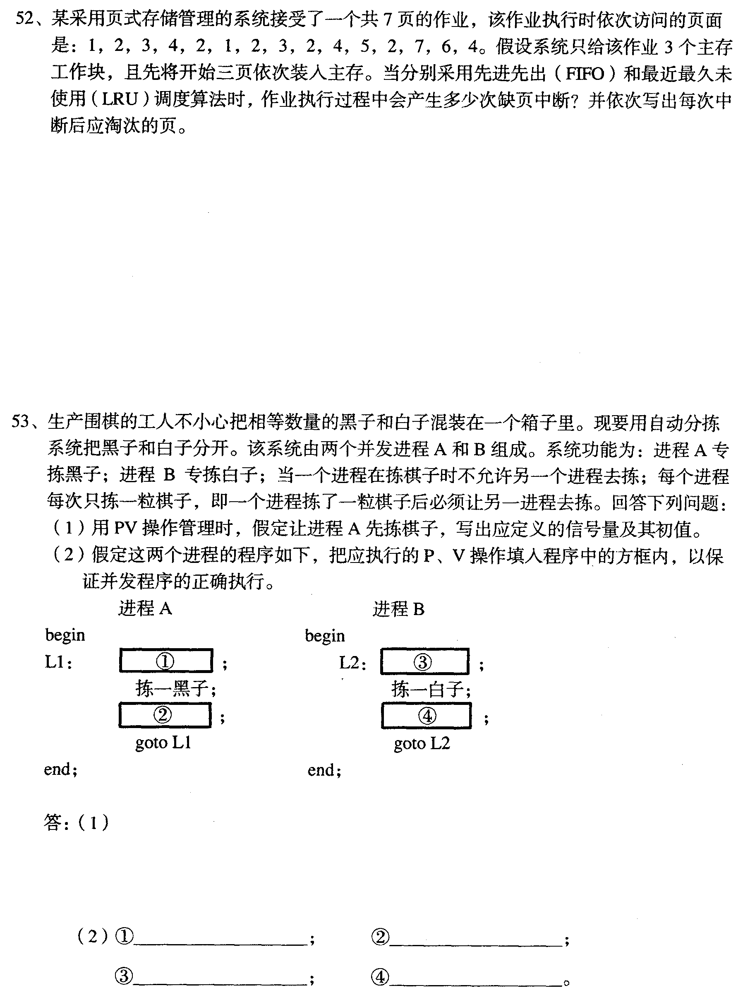 52、某采用页式存储管理的系统接受了一个共 7 页的作业，该作业执行时依次访问的页面
是：1，2，3，4，2，1，2，3，2，4，5，2，7，6，4。假设系统只给该作业 3 个主存
工作块，且先将开始三页依次装入主存。当分别采用先进先出（FIFO）和最近最久未
使用（LRU）调度算法时，作业执行过程中会产生多少次缺页中断？并依次写出每次中
断后应淘汰的页。
53、生产围棋的工人不小心把相等数量的黑子和白子混装在一个箱子里。现要用自动分拣
系统把黑子和白子分开。该系统由两个并发进程 A 和 B 组成。系统功能为：进程 A 专
拣黑子；进程 B 专拣白子；当一个进程在拣棋子时不允许另一个进程去拣；每个进程
每次只拣一粒棋子，即一个进程拣了一粒棋子后必须让另一进程去拣。回答下列问题：
（1）用 PV 操作管理时，假定让进程 A 先拣棋子，写出应定义的信号量及其初值。
（2）假定这两个进程的程序如下，把应执行的 P、V 操作填入程序中的方框内，以保
证并发程序的正确执行。
进程 A 进程 B
begin begin
L1： ① ； L2： ③ ；
拣一黑子； 拣一白子；
② ； ④ ；
goto L1 goto L2
end； end；
答：（1）
（2）①＿＿＿＿； ②＿＿＿＿；
③＿＿＿＿； ④＿＿＿＿。